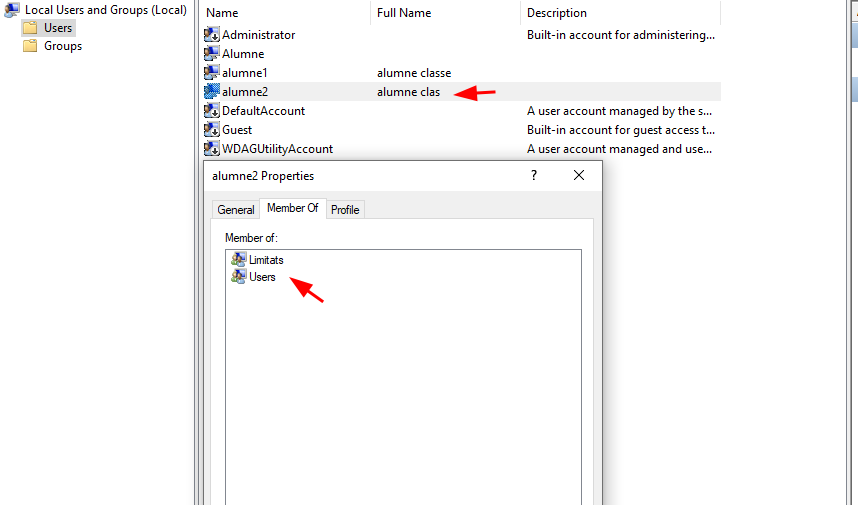 Local Users and Groups (Local)
Users
Groups
Name Full Name Description
Administrator Built-in account for administering...
Alumne
alumne1 alumne classe
alumne2 alumne clas
DefaultAccount A user account managed by the s...
Guest Built-in account for guest access t...
WDAGUtilityAccount A user account managed and use...
alumne2 Properties ?
General Member Of Profile
Member of:
Limitats
Users